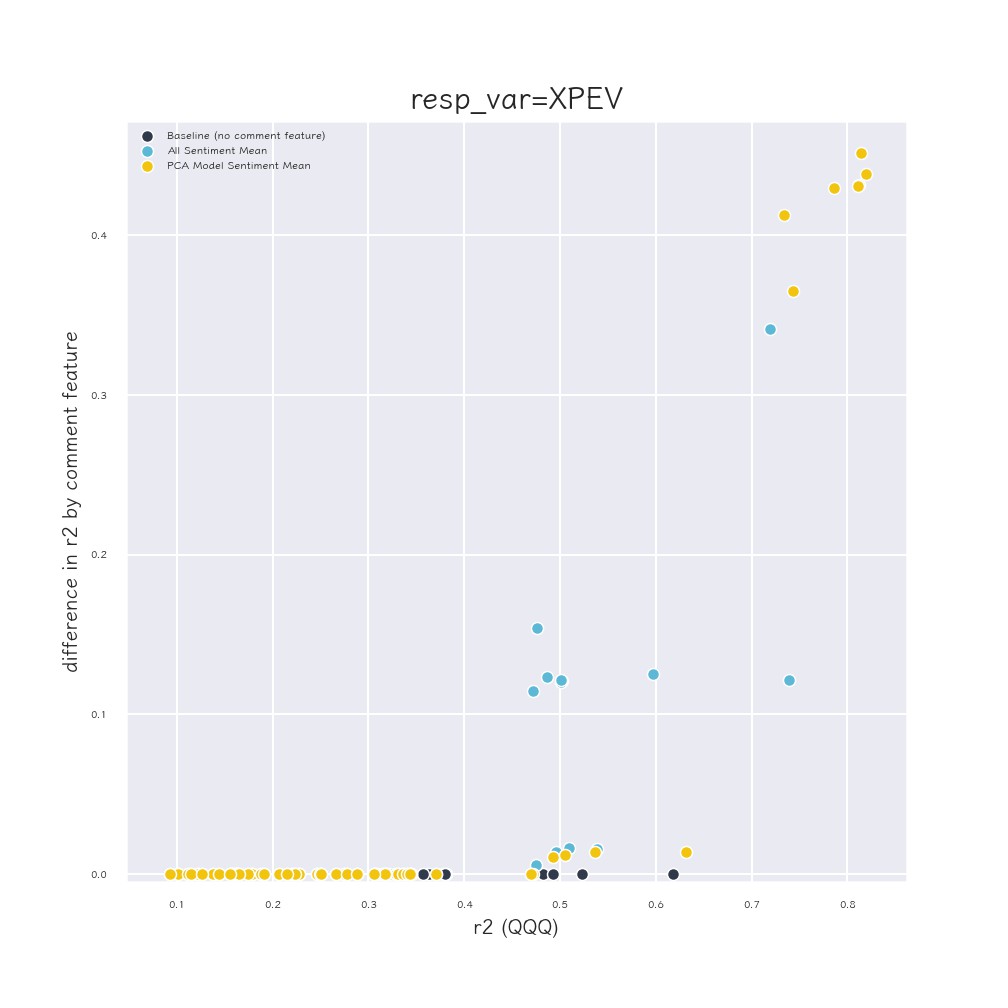 resp_var=XPEV
Baseline (no comment feature)
All Sentiment Mean
PCA Model Sentiment Mean
difference in r2 by comment feature
0.4
0.3
0.2
0.1
0.0
0.1 0.2 0.3 0.4 0.5 0.6 0.7 0.8
r2 (QQQ)